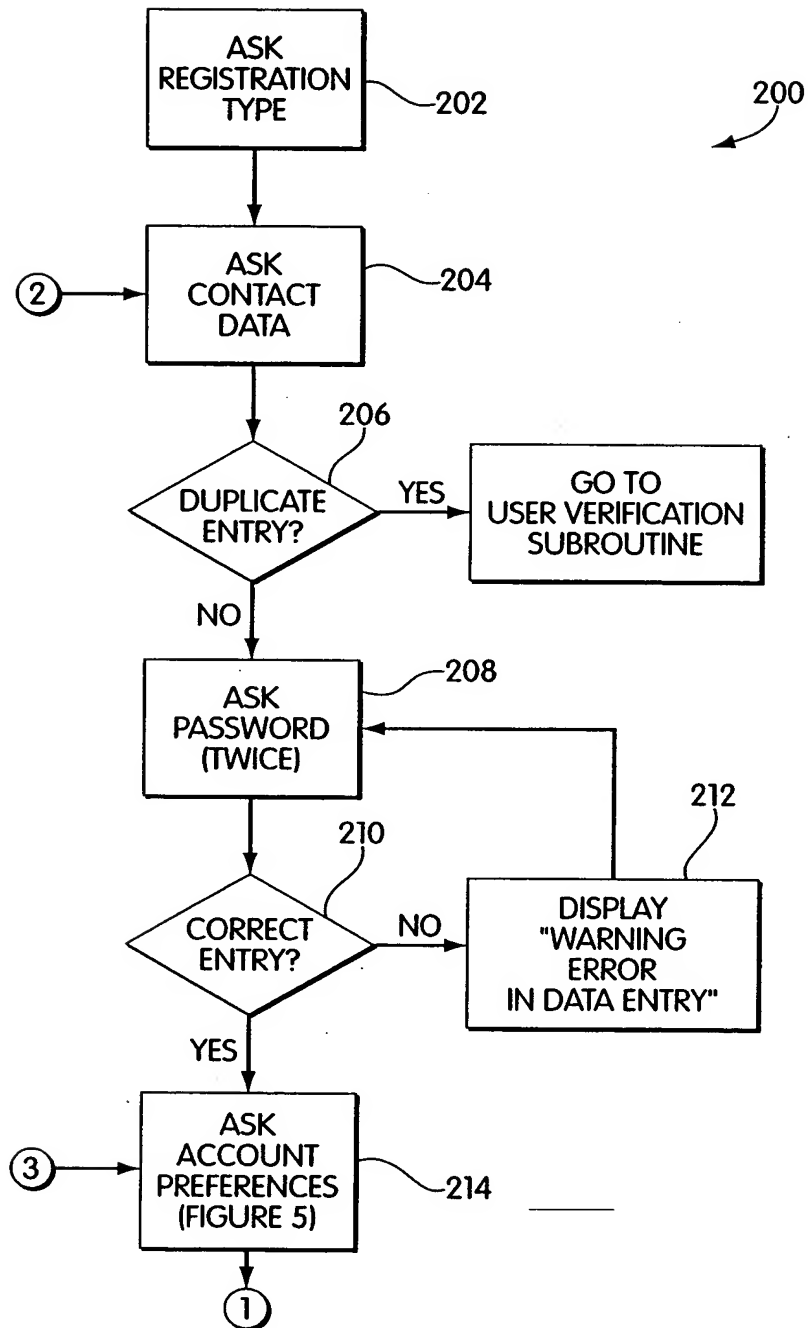 ASK
REGISTRATION
TYPE
202
200
ASK
CONTACT
DATA
204
2
206
DUPLICATE
ENTRY?
YES
GO TO
USER VERIFICATION
SUBROUTINE
NO
208
ASK
PASSWORD
(TWICE)
210
212
CORRECT
ENTRY?
NO
DISPLAY
"WARNING
ERROR
IN DATA ENTRY"
YES
ASK
ACCOUNT
PREFERENCES
(FIGURE 5)
3
214
1